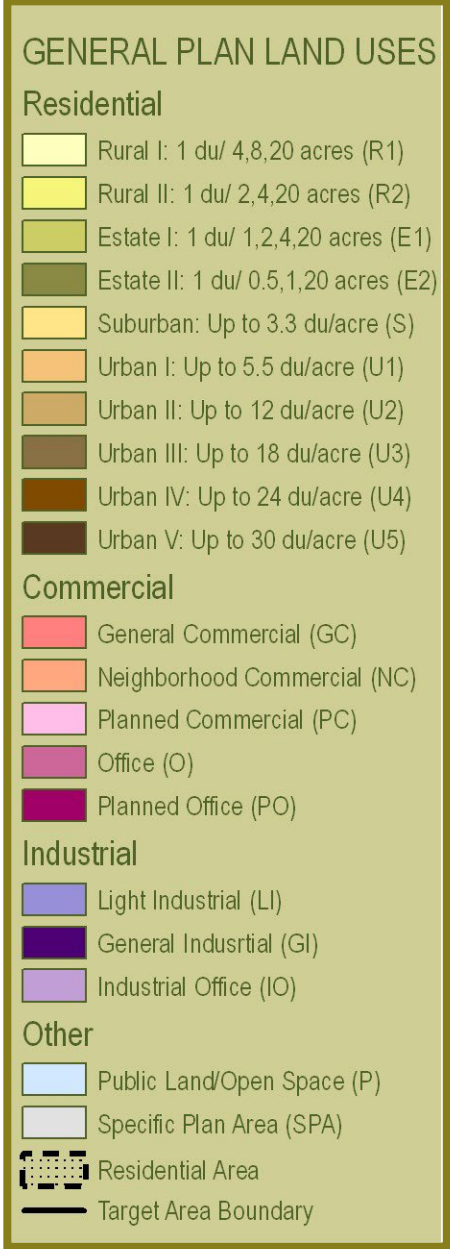 GENERAL PLAN LAND USES
Residential
Rural I: 1 du/ 4,8,20 acres (R1)
Rural II: 1 du/ 2,4,20 acres (R2)
Estate I: 1 du/ 1,2,4,20 acres (E1)
Estate II: 1 du/ 0.5,1,20 acres (E2)
Suburban: Up to 3.3 du/acre (S)
Urban I: Up to 5.5 du/acre (U1)
Urban II: Up to 12 du/acre (U2)
Urban III: Up to 18 du/acre (U3)
Urban IV: Up to 24 du/acre (U4)
Urban V: Up to 30 du/acre (U5)
Commercial
General Commercial (GC)
Neighborhood Commercial (NC)
Planned Commercial (PC)
Office (O)
Planned Office (PO)
Industrial
Light Industrial (LI)
General Indusrtial (GI)
Industrial Office (IO)
Other
Public Land/Open Space (P)
Specific Plan Area (SPA)
Residential Area
Target Area Boundary